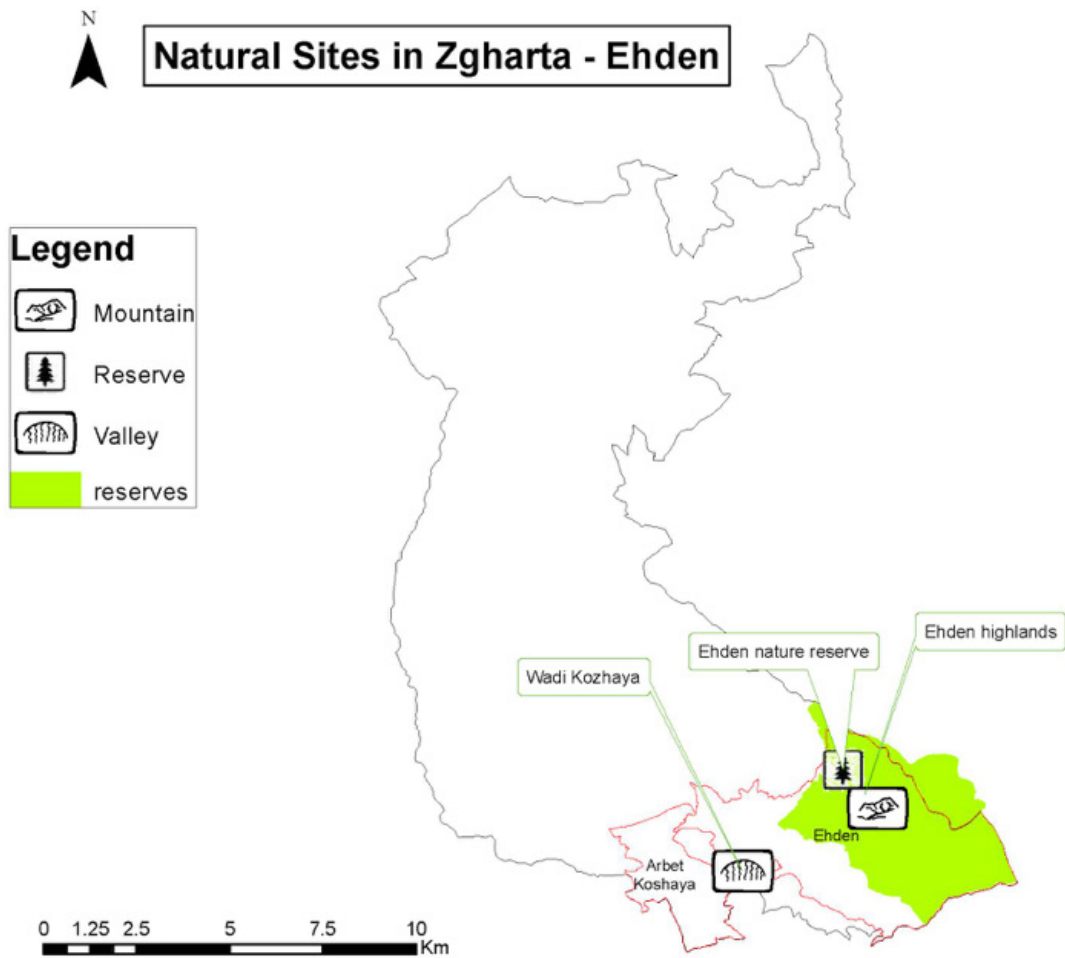 N
Natural Sites in Zgharta - Ehden
Legend
Mountain
Reserve
Valley
reserves
Ehden highlands
Ehden nature reserve
Wadi Kozhaya
Ehden
Arbet
Koshaya
0 1.25 2.5 5 7.5 10
Km